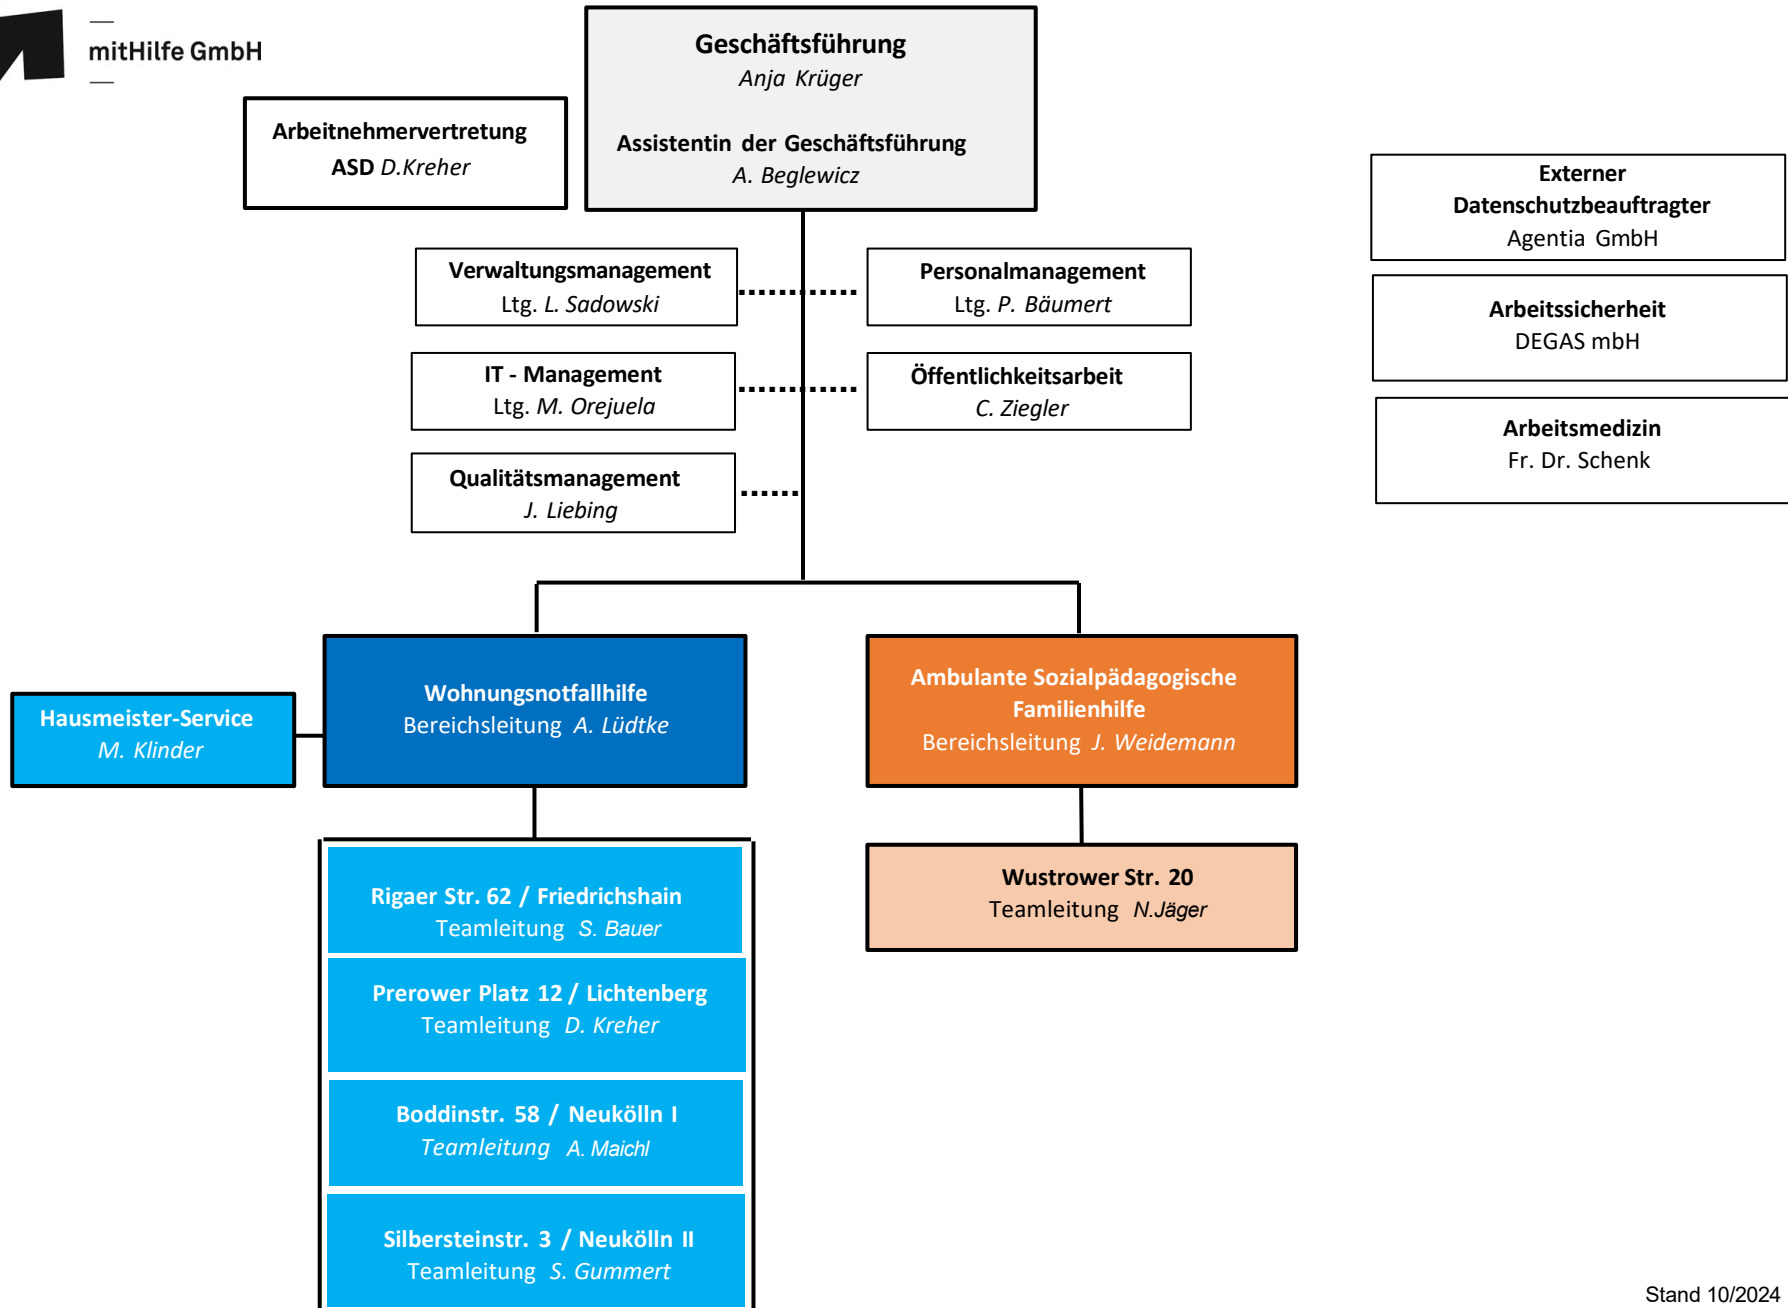 mitHilfe GmbH
Geschäftsführung
Anja Krüger
Assistentin der Geschäftsführung
A. Beglewicz
Arbeitnehmervertretung
ASD D.Kreher
Externer
Datenschutzbeauftragter
Agentia GmbH
Arbeitssicherheit
DEGAS mbH
Arbeitsmedizin
Fr. Dr. Schenk
Verwaltungsmanagement
Ltg. L. Sadowski
Personalmanagement
Ltg. P. Bäumert
IT - Management
Ltg. M. Orejuela
Öffentlichkeitsarbeit
C. Ziegler
Qualitätsmanagement
J. Liebing
Hausmeister-Service
M. Klinder
Wohnungsnotfallhilfe
Bereichsleitung A. Lüdtke
Ambulante Sozialpädagogische
Familienhilfe
Bereichsleitung J. Weidemann
Rigaer Str. 62 / Friedrichshain
Teamleitung S. Bauer
Prerower Platz 12 / Lichtenberg
Teamleitung D. Kreher
Boddinstr. 58 / Neukölln I
Teamleitung A. Maichl
Silbersteinstr. 3 / Neukölln II
Teamleitung S. Gummert
Wustrower Str. 20
Teamleitung N.Jäger
Stand 10/2024